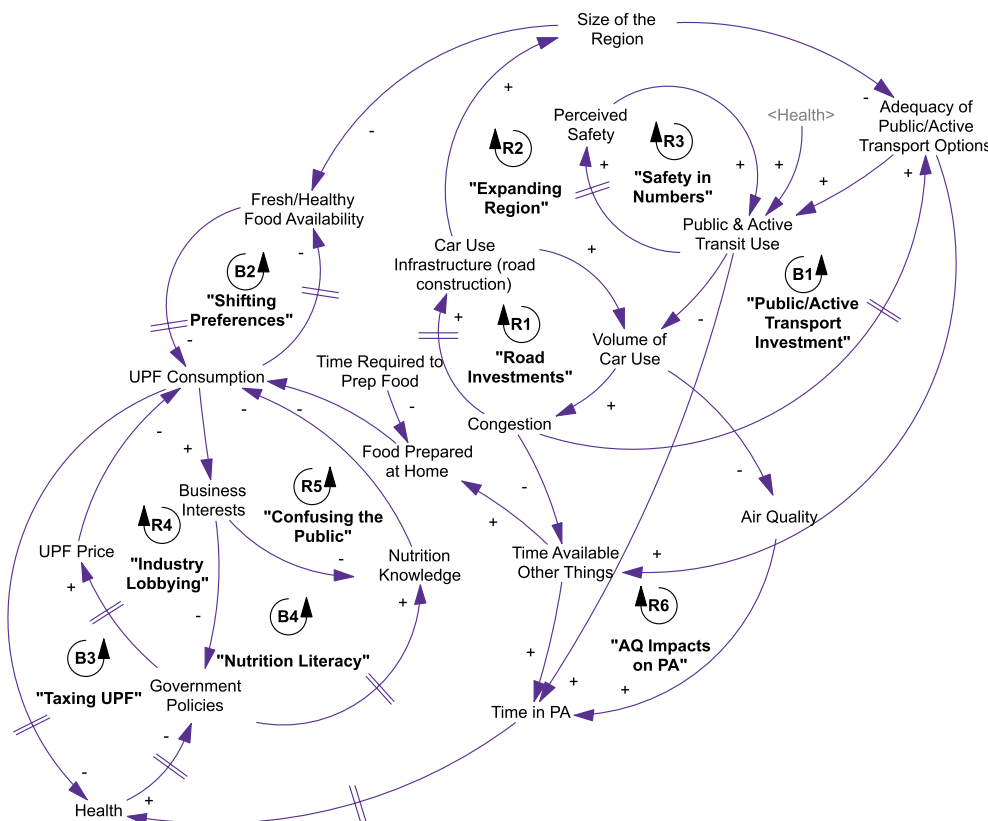 Size of the
Region
Adequacy of
Public/Active
Transport Options
<Health>
Perceived
Safety
R2
"Expanding
Region"
R3
"Safety in
Numbers"
Fresh/Healthy
Food Availability
Public & Active
Transit Use
Car Use
Infrastructure (road
construction)
B2
"Shifting
Preferences"
B1
"Public/Active
Transport
Investment"
R1
"Road
Investments"
Volume of
Car Use
Time Required to
Prep Food
UPF Consumption
Congestion
Food Prepared
at Home
R5
"Confusing the
Public"
Business
Interests
Air Quality
R4
"Industry
Lobbying"
UPF Price
Nutrition
Knowledge
Time Available
Other Things
R6
"AQ Impacts
on PA"
B4
"Nutrition Literacy"
B3
"Taxing UPF"
Government
Policies
Time in PA
Health